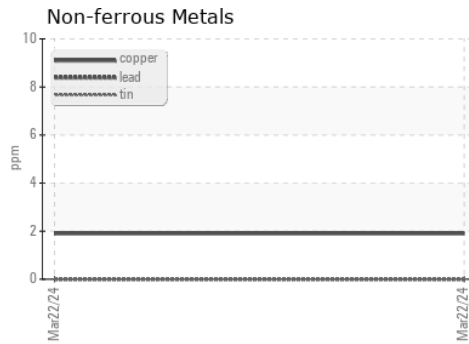 Non-ferrous Metals
10
copper
lead
tin
8
6
ppm
4
2
0
Mar22/24
Mar22/24